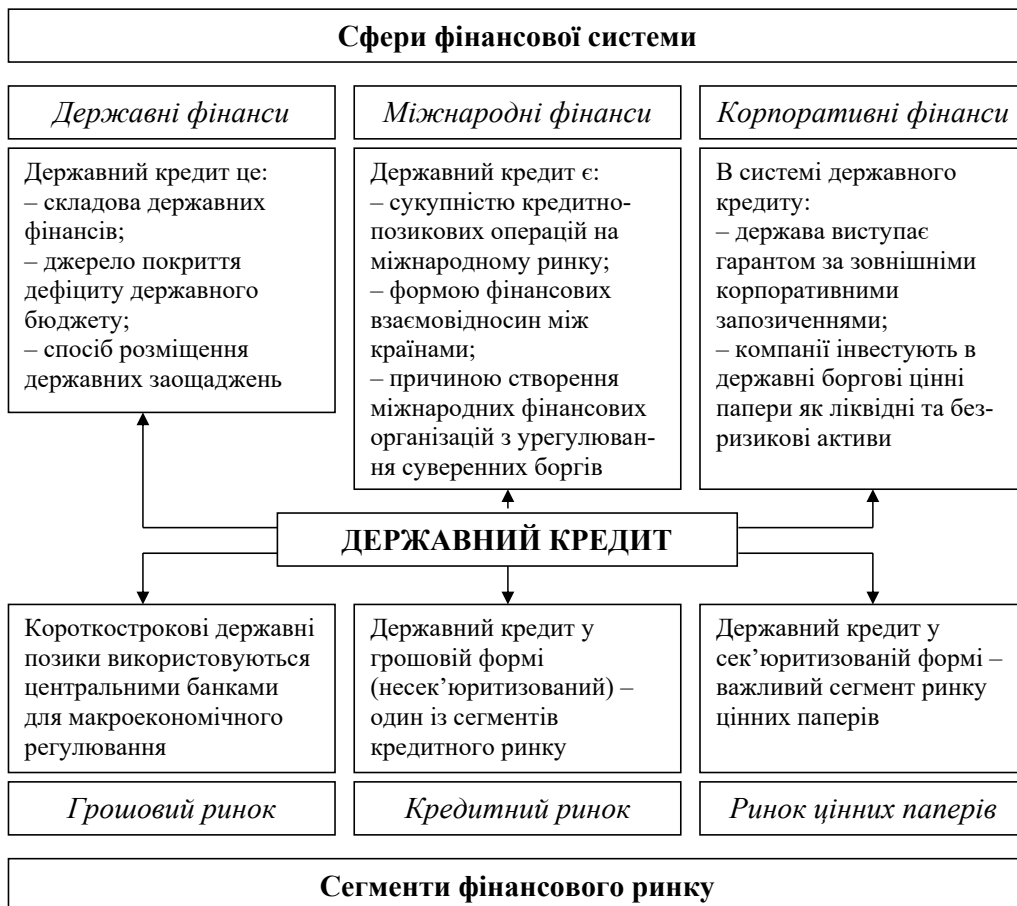 Сфери фінансової системи
Державні фінанси
Міжнародні фінанси
Корпоративні фінанси
Державний кредит це:
– складова державних
фінансів;
– джерело покриття
дефіциту державного
бюджету;
– спосіб розміщення
державних заощаджень
Державний кредит є:
– сукупністю кредитно-
позикових операцій на
міжнародному ринку;
– формою фінансових
взаємовідносин між
країнами;
– причиною створення
міжнародних фінансових
організацій з урегулюван-
ня суверенних боргів
В системі державного
кредиту:
– держава виступає
гарантом за зовнішніми
корпоративними
запозиченнями;
– компанії інвестують в
державні боргові цінні
папери як ліквідні та без-
ризикові активи
ДЕРЖАВНИЙ КРЕДИТ
Короткострокові державні
позики використовуються
центральними банками
для макроекономічного
регулювання
Державний кредит у
грошовій формі
(несек’юритизований) –
один із сегментів
кредитного ринку
Державний кредит у
сек’юритизованій формі –
важливий сегмент ринку
цінних паперів
Грошовий ринок
Кредитний ринок
Ринок цінних паперів
Сегменти фінансового ринку